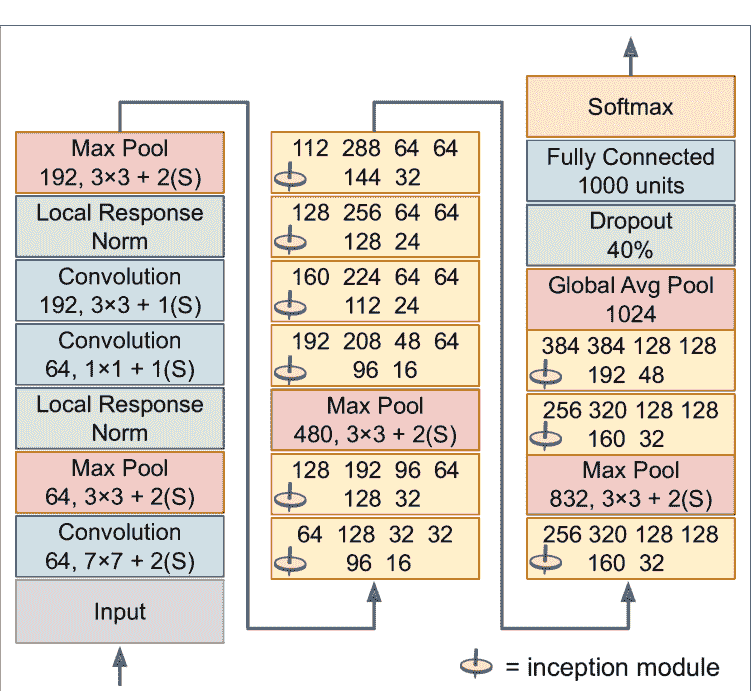 Max Pool
192, 3×3 + 2(S)
Local Response
Norm
Convolution
192, 3×3 + 1(S)
Convolution
64, 1×1 + 1(S)
Local Response
Norm
Max Pool
64, 3×3 + 2(S)
Convolution
64, 7×7 + 2(S)
Input
112 288 64 64
144 32
128 256 64 64
128 24
160 224 64 64
112 24
192 208 48 64
96 16
Max Pool
480, 3×3 + 2(S)
128 192 96 64
128 32
64 128 32 32
96 16
Softmax
Fully Connected
1000 units
Dropout
40%
Global Avg Pool
1024
384 384 128 128
192 48
256 320 128 128
160 32
Max Pool
832, 3×3 + 2(S)
256 320 128 128
160 32
= inception module